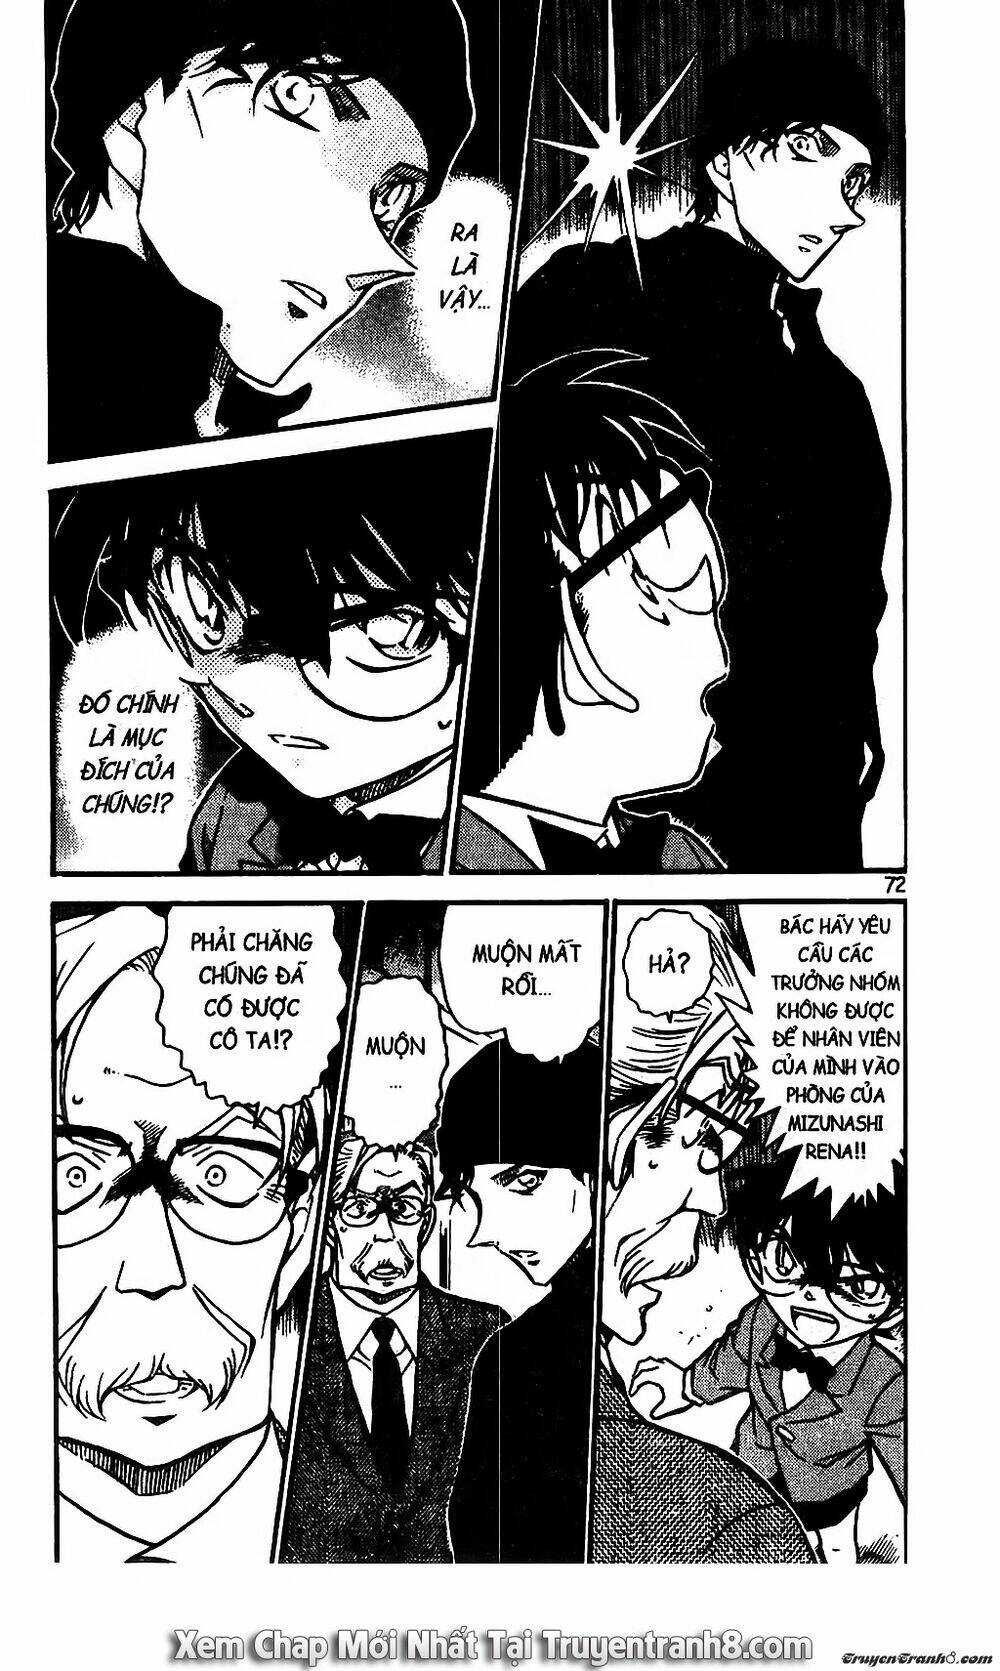 RA
LÀ
VẬY...
ĐÓ CHÍNH
LÀ MỤC
ĐÍCH CỦA
CHÚNG!?
72
BÁC HÃY YÊU
CẦU CÁC
TRƯỞNG NHÓM
KHÔNG ĐƯỢC
ĐỂ NHÂN VIÊN
CỦA MÌNH VÀO
PHÒNG CỦA
MIZUNASHI
RENA!!
HẢ?
MUỘN MẤT
RỒI...
MUỘN
...
PHẢI CHĂNG
CHÚNG ĐÃ
CÓ ĐƯỢC
CÔ TA!?
Xem Chap Mới Nhất Tại Truyentranh8.com
TruyenTranh8.com